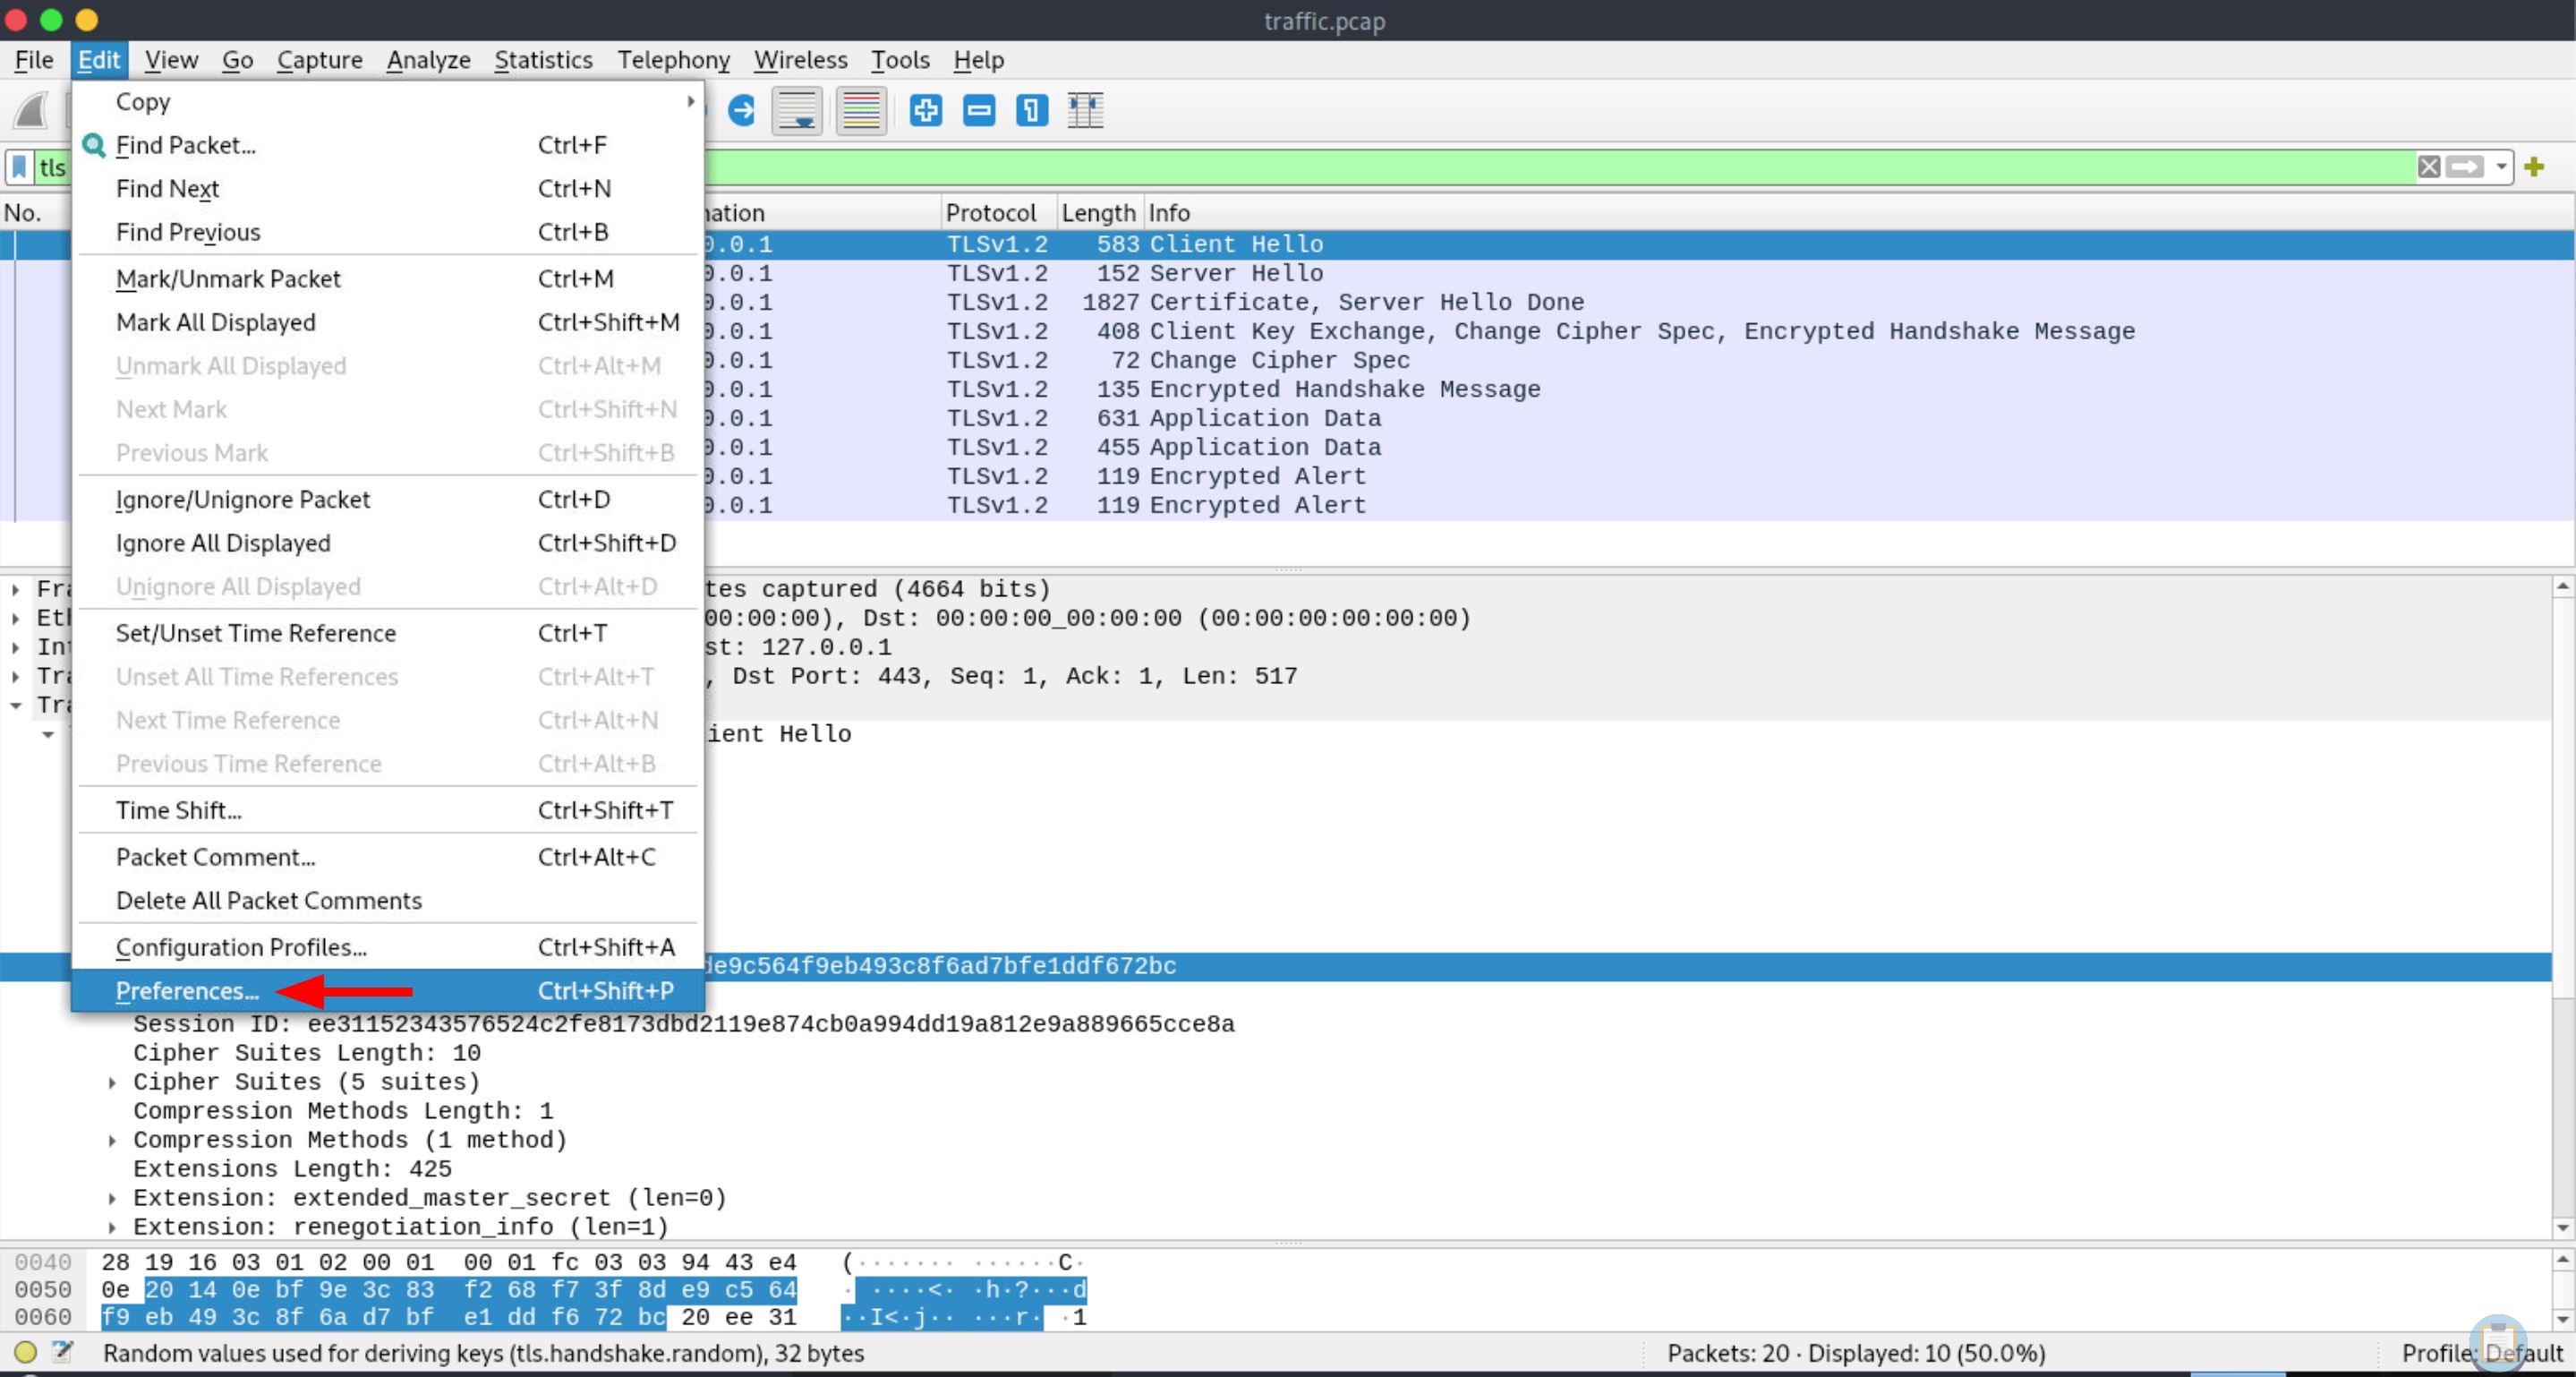 traffic.pcap
File Edit View Go Capture Analyze Statistics Telephony Wireless Tools Help
Copy
Find Packet... Ctrl+F
tls
Find Next Ctrl+N
No. Protocol Length Info
Find Previous Ctrl+B
0.0.1 TLSv1.2 583 Client Hello
0.0.1 TLSv1.2 152 Server Hello
Mark/Unmark Packet Ctrl+M
0.0.1 TLSv1.2 1827 Certificate, Server Hello Done
Mark All Displayed Ctrl+Shift+M
0.0.1 TLSv1.2 408 Client Key Exchange, Change Cipher Spec, Encrypted Handshake Message
Unmark All Displayed Ctrl+Alt+M
0.0.1 TLSv1.2 72 Change Cipher Spec
Next Mark Ctrl+Shift+N
0.0.1 TLSv1.2 135 Encrypted Handshake Message
0.0.1 TLSv1.2 631 Application Data
Previous Mark Ctrl+Shift+B
0.0.1 TLSv1.2 455 Application Data
0.0.1 TLSv1.2 119 Encrypted Alert
Ignore/Unignore Packet Ctrl+D
0.0.1 TLSv1.2 119 Encrypted Alert
Ignore All Displayed Ctrl+Shift+D
Unignore All Displayed Ctrl+Alt+D
tes captured (4664 bits)
00:00:00), Dst: 00:00:00_00:00:00 (00:00:00:00:00:00)
Set/Unset Time Reference Ctrl+T
st: 127.0.0.1
Unset All Time References Ctrl+Alt+T
, Dst Port: 443, Seq: 1, Ack: 1, Len: 517
Next Time Reference Ctrl+Alt+N
ient Hello
Previous Time Reference Ctrl+Alt+B
Time Shift... Ctrl+Shift+T
Packet Comment... Ctrl+Alt+C
Delete All Packet Comments
Configuration Profiles... Ctrl+Shift+A
de9c564f9eb493c8f6ad7bfe1ddf672bc
Preferences... Ctrl+Shift+P
Session ID: ee31152343576524c2fe8173dbd2119e874cb0a994dd19a812e9a889665cce8a
Cipher Suites Length: 10
Cipher Suites (5 suites)
Compression Methods Length: 1
Compression Methods (1 method)
Extensions Length: 425
Extension: extended_master_secret (len=0)
Extension: renegotiation_info (len=1)
0040 28 19 16 03 01 02 00 01 00 01 fc 03 03 94 43 e4 (······· ······C·
0050 0e 20 14 0e bf 9e 3c 83 f2 68 f7 3f 8d e9 c5 64 · ····<· ·h·?···d
0060 f9 eb 49 3c 8f 6a d7 bf e1 dd f6 72 bc 20 ee 31 ··I<·j·· ···r· ·1
Random values used for deriving keys (tls.handshake.random), 32 bytes Packets: 20 · Displayed: 10 (50.0%) Profile: Default